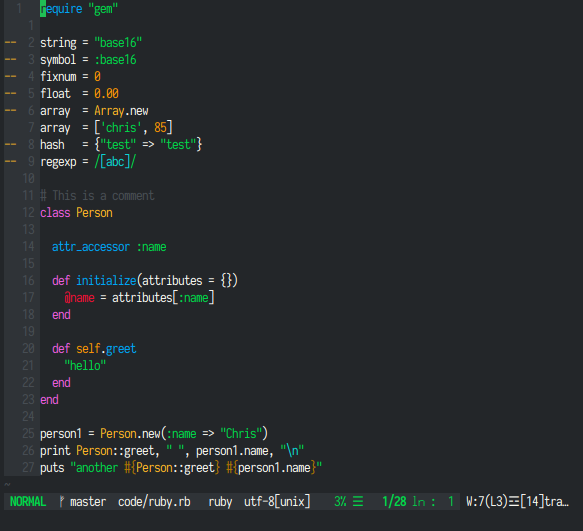 1 require "gem"
1
-- 2 string = "base16"
-- 3 symbol = :base16
-- 4 fixnum = 0
-- 5 float  = 0.00
-- 6 array  = Array.new
7 array  = ['chris', 85]
-- 8 hash   = {"test" => "test"}
-- 9 regexp = /[abc]/
10
11 # This is a comment
12 class Person
13
14   attr_accessor :name
15
16   def initialize(attributes = {})
17     @name = attributes[:name]
18   end
19
20   def self.greet
21     "hello"
22   end
23 end
24
25 person1 = Person.new(:name => "Chris")
26 print Person::greet, " ", person1.name, "\n"
27 puts "another #{Person::greet} #{person1.name}"
~
NORMAL master code/ruby.rb ruby utf-8[unix] 3% ☰ 1/28 ln : 1 W:7(L3)☲[14]tra…